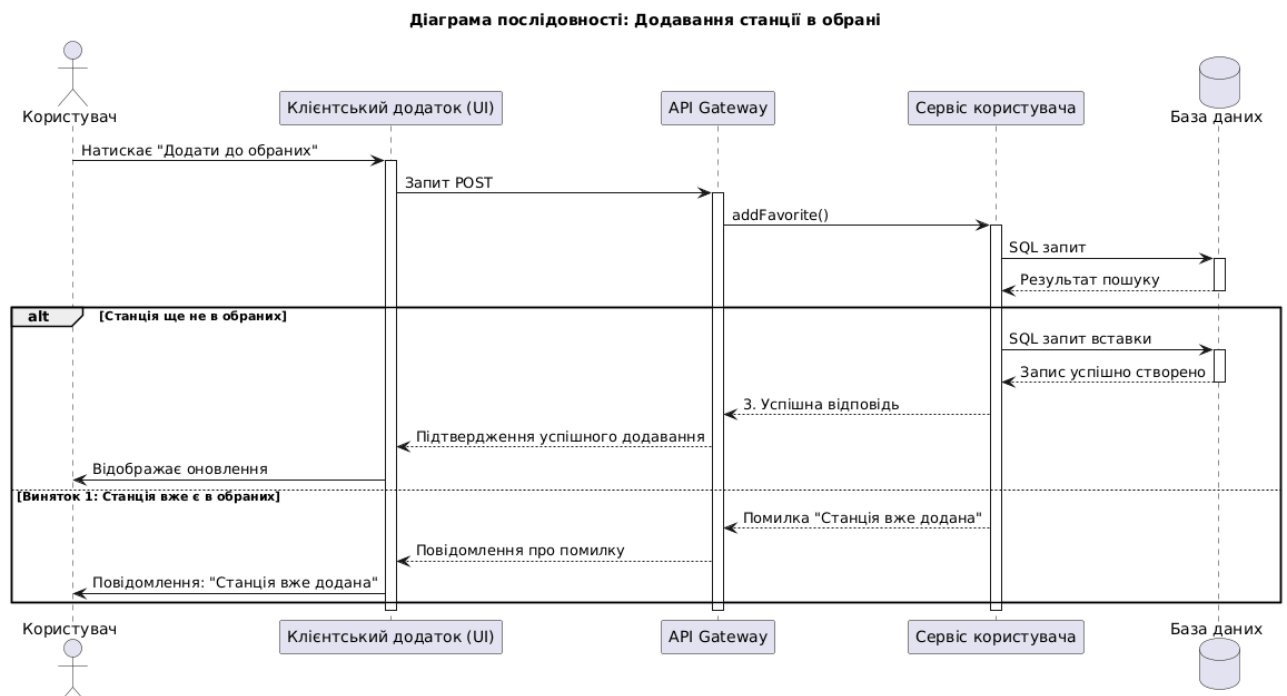 Діаграма послідовності: Додавання станції в обрані
Користувач
Клієнтський додаток (UI)
API Gateway
Сервіс користувача
База даних
Натискає "Додати до обраних"
Запит POST
addFavorite()
SQL запит
Результат пошуку
alt [Станція ще не в обраних]
SQL запит вставки
Запис успішно створено
3. Успішна відповідь
Підтвердження успішного додавання
Відображає оновлення
[Виняток 1: Станція вже є в обраних]
Помилка "Станція вже додана"
Повідомлення про помилку
Повідомлення: "Станція вже додана"
Користувач
Клієнтський додаток (UI)
API Gateway
Сервіс користувача
База даних